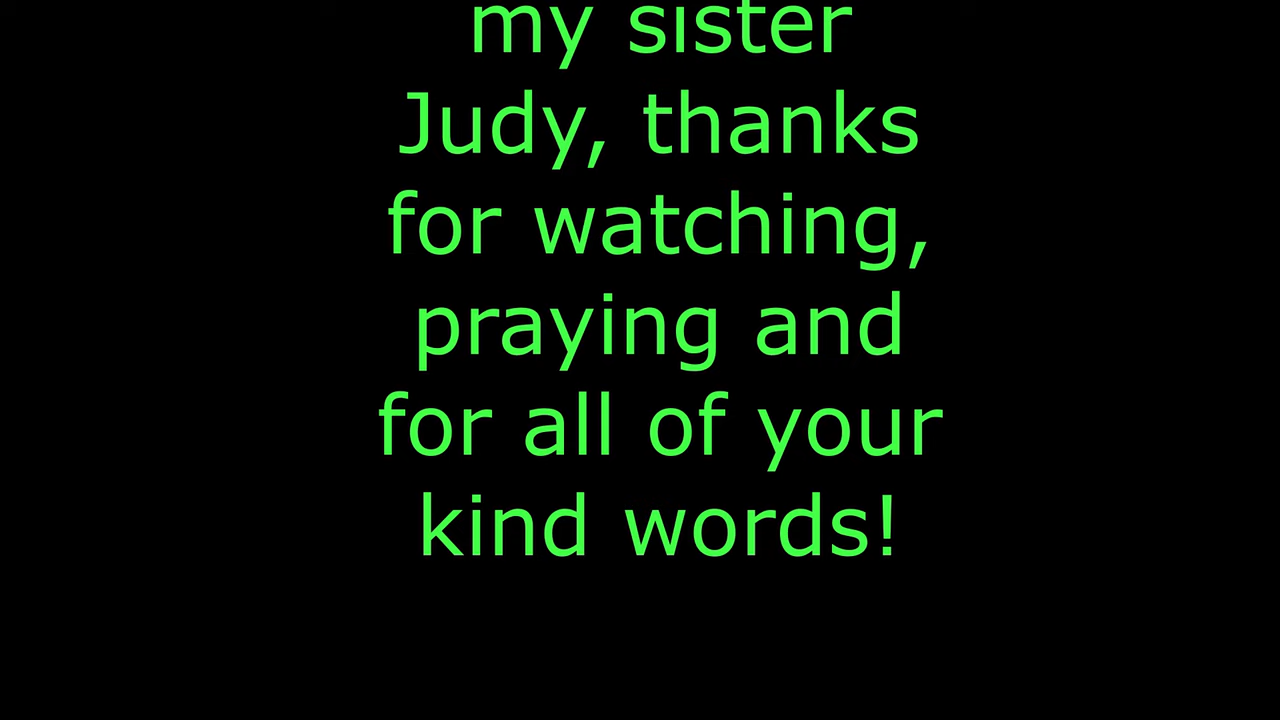 my sister
Judy, thanks
for watching,
praying and
for all of your
kind words!